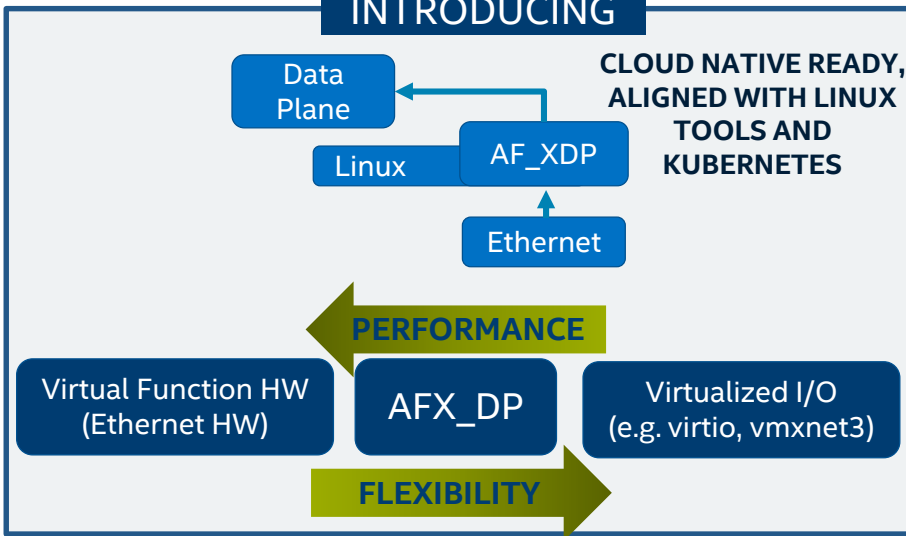 INTRODUCING
Data
Plane
CLOUD NATIVE READY,
ALIGNED WITH LINUX
TOOLS AND
KUBERNETES
Linux
AF_XDP
Ethernet
PERFORMANCE
Virtual Function HW
(Ethernet HW)
AFX_DP
Virtualized I/O
(e.g. virtio, vmxnet3)
FLEXIBILITY